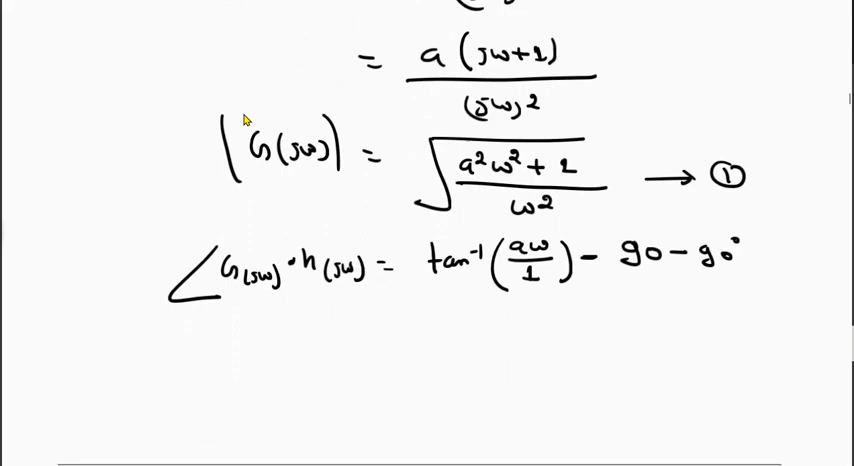 = a (jω+1) / (jω)²
|G(jω)| = √(a²ω² + 1 / ω²) → ①
∠G(jω)·h(jω) = tan⁻¹(aω/1) - 90 - 90°